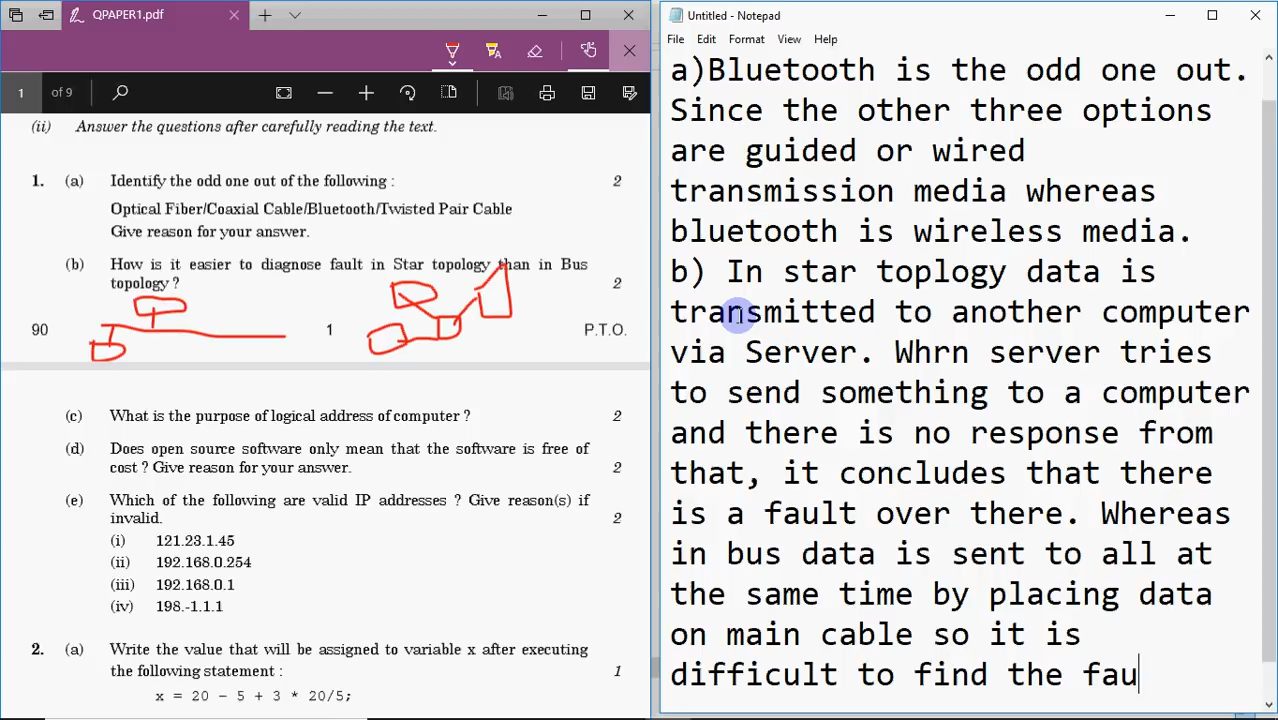 QPAPER1.pdf
1 of 9
(ii) Answer the questions after carefully reading the text.
1. (a) Identify the odd one out of the following : 2
Optical Fiber/Coaxial Cable/Bluetooth/Twisted Pair Cable
Give reason for your answer.
(b) How is it easier to diagnose fault in Star topology than in Bus
topology ? 2
90 1 P.T.O.
(c) What is the purpose of logical address of computer ? 2
(d) Does open source software only mean that the software is free of
cost ? Give reason for your answer. 2
(e) Which of the following are valid IP addresses ? Give reason(s) if
invalid. 2
(i) 121.23.1.45
(ii) 192.168.0.254
(iii) 192.168.0.1
(iv) 198.-1.1.1
2. (a) Write the value that will be assigned to variable x after executing
the following statement : 1
x = 20 - 5 + 3 * 20/5;
Untitled - Notepad
File Edit Format View Help
a)Bluetooth is the odd one out.
Since the other three options
are guided or wired
transmission media whereas
bluetooth is wireless media.
b) In star toplogy data is
transmitted to another computer
via Server. Whrn server tries
to send something to a computer
and there is no response from
that, it concludes that there
is a fault over there. Whereas
in bus data is sent to all at
the same time by placing data
on main cable so it is
difficult to find the fau